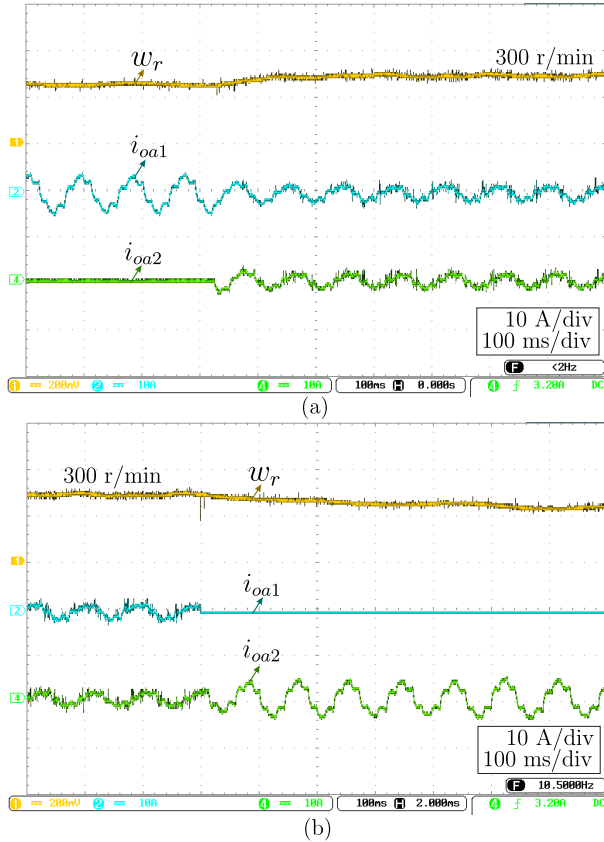 w_r
300 r/min
1
i_oa1
2
i_oa2
4
10 A/div
100 ms/div
F <2Hz
1 200mV 2 10A 4 10A 100ms H 0.000s 4 3.20A DC
(a)
300 r/min
w_r
1
i_oa1
2
i_oa2
4
10 A/div
100 ms/div
F 10.5000Hz
1 200mV 2 10A 4 10A 100ms H 2.000ms 4 3.20A DC
(b)